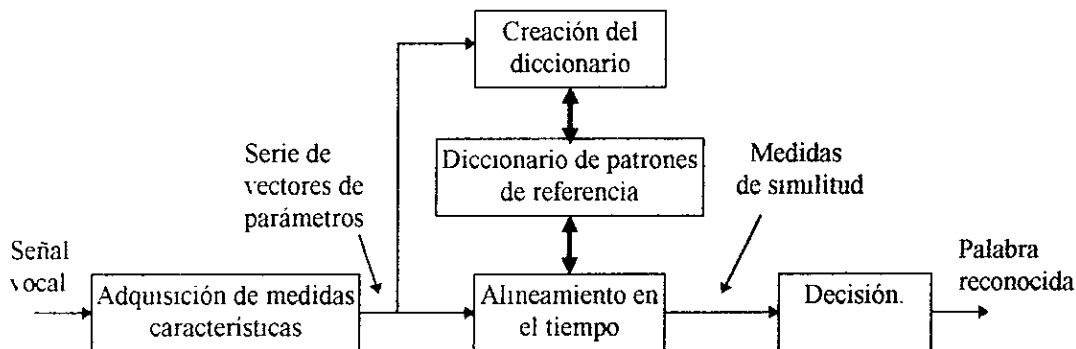 Creación del
diccionario
Serie de
vectores de
parámetros
Diccionario de patrones
de referencia
Medidas
de similitud
Señal
vocal
Adquisición de medidas
características
Alineamiento en
el tiempo
Decisión.
Palabra
reconocida